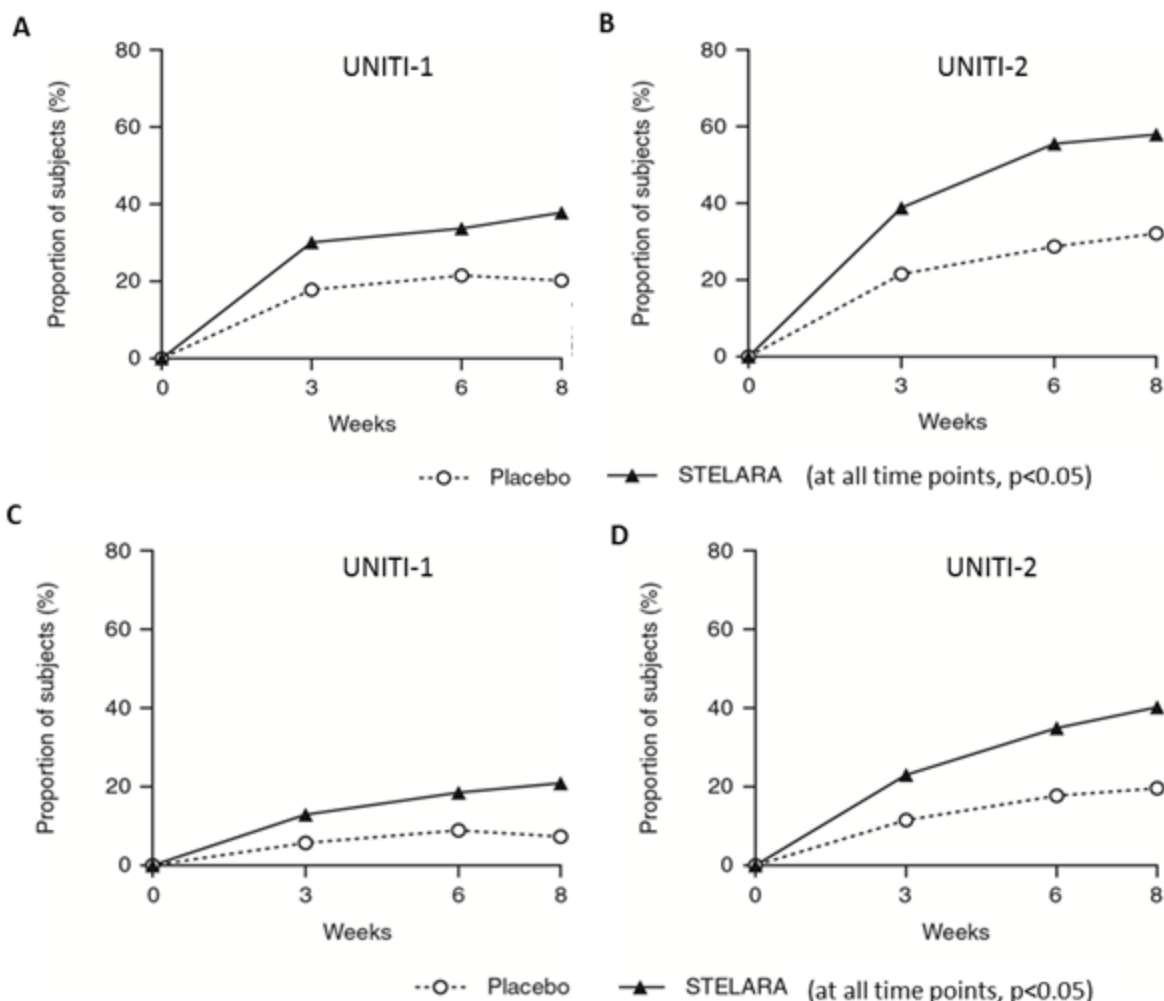 A
UNITI-1
Proportion of subjects (%)
80
60
40
20
0
0 3 6 8
Weeks
B
UNITI-2
Proportion of subjects (%)
80
60
40
20
0
0 3 6 8
Weeks
Placebo STELARA (at all time points, p<0.05)
C
UNITI-1
Proportion of subjects (%)
80
60
40
20
0
0 3 6 8
Weeks
D
UNITI-2
Proportion of subjects (%)
80
60
40
20
0
0 3 6 8
Weeks
Placebo STELARA (at all time points, p<0.05)